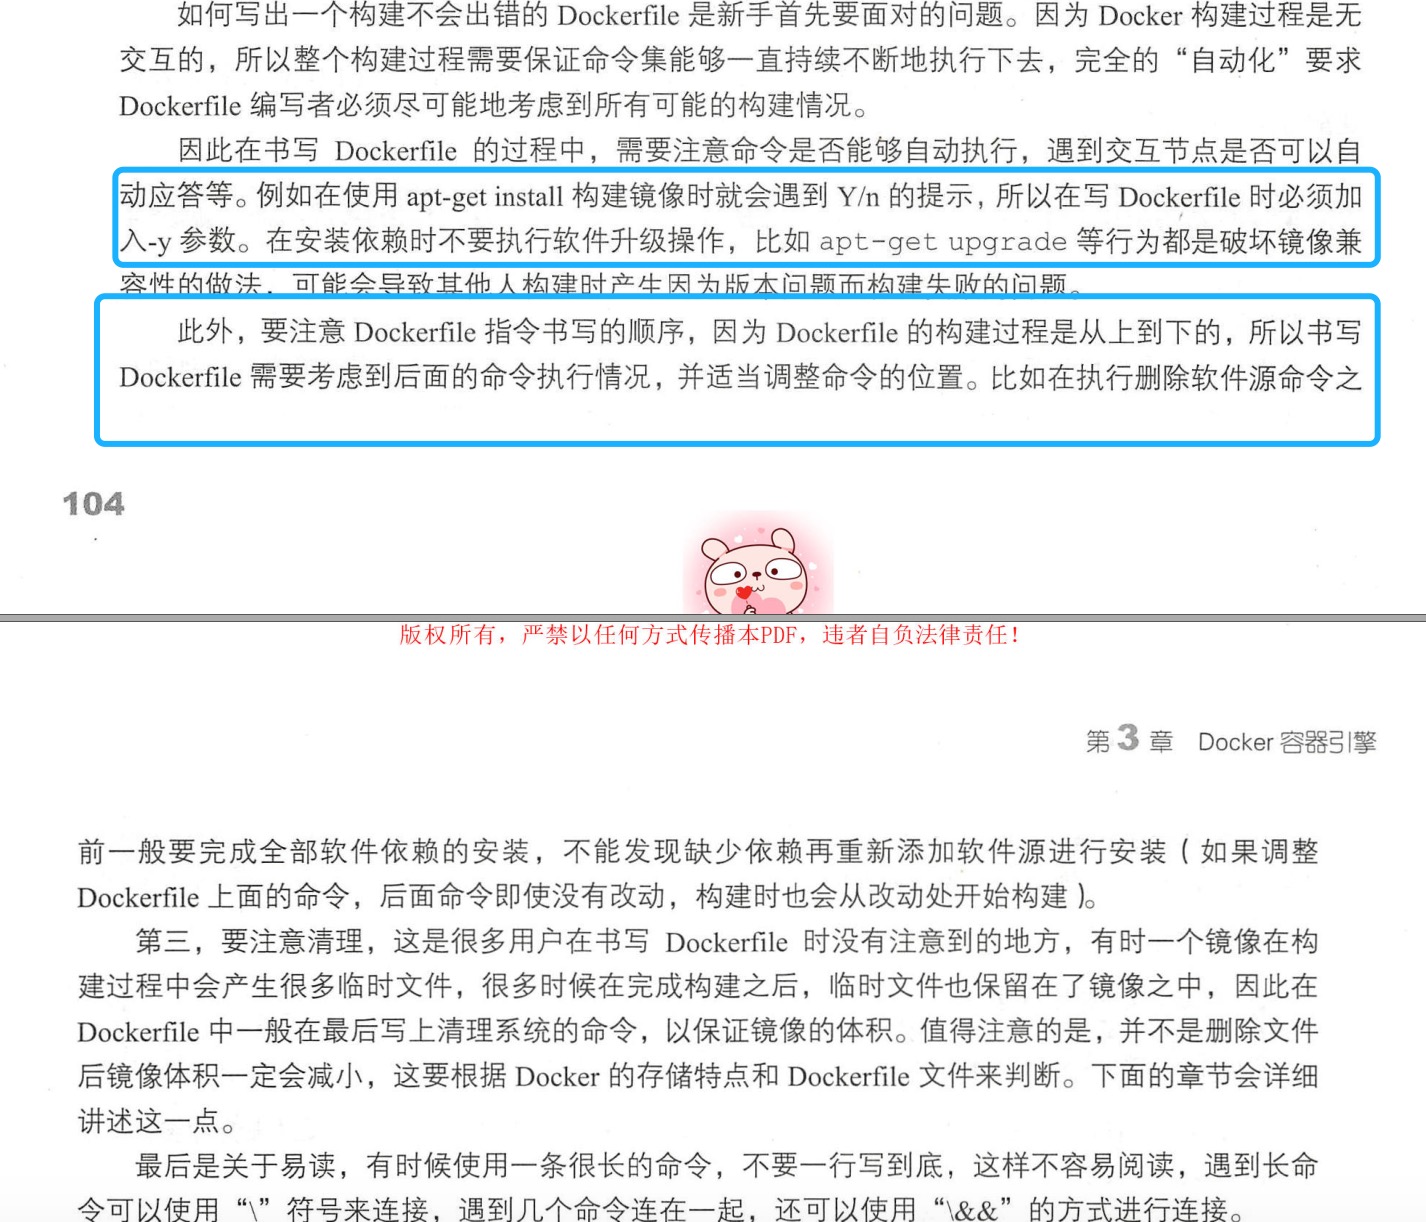 如何写出一个构建不会出错的 Dockerfile 是新手首先要面对的问题。因为 Docker 构建过程是无
交互的，所以整个构建过程需要保证命令集能够一直持续不断地执行下去，完全的“自动化”要求
Dockerfile 编写者必须尽可能地考虑到所有可能的构建情况。
因此在书写 Dockerfile 的过程中，需要注意命令是否能够自动执行，遇到交互节点是否可以自
动应答等。例如在使用 apt-get install 构建镜像时就会遇到 Y/n 的提示，所以在写 Dockerfile 时必须加
入-y 参数。在安装依赖时不要执行软件升级操作，比如 apt-get upgrade 等行为都是破坏镜像兼
容性的做法，可能会导致其他人构建时产生因为版本问题而构建失败的问题。
此外，要注意 Dockerfile 指令书写的顺序，因为 Dockerfile 的构建过程是从上到下的，所以书写
Dockerfile 需要考虑到后面的命令执行情况，并适当调整命令的位置。比如在执行删除软件源命令之
104
版权所有，严禁以任何方式传播本PDF，违者自负法律责任！
第3章 Docker 容器引擎
前一般要完成全部软件依赖的安装，不能发现缺少依赖再重新添加软件源进行安装（如果调整
Dockerfile 上面的命令，后面命令即使没有改动，构建时也会从改动处开始构建）。
第三，要注意清理，这是很多用户在书写 Dockerfile 时没有注意到的地方，有时一个镜像在构
建过程中会产生很多临时文件，很多时候在完成构建之后，临时文件也保留在了镜像之中，因此在
Dockerfile 中一般在最后写上清理系统的命令，以保证镜像的体积。值得注意的是，并不是删除文件
后镜像体积一定会减小，这要根据 Docker 的存储特点和 Dockerfile 文件来判断。下面的章节会详细
讲述这一点。
最后是关于易读，有时候使用一条很长的命令，不要一行写到底，这样不容易阅读，遇到长命
令可以使用“\”符号来连接，遇到几个命令连在一起，还可以使用“\&&”的方式进行连接。